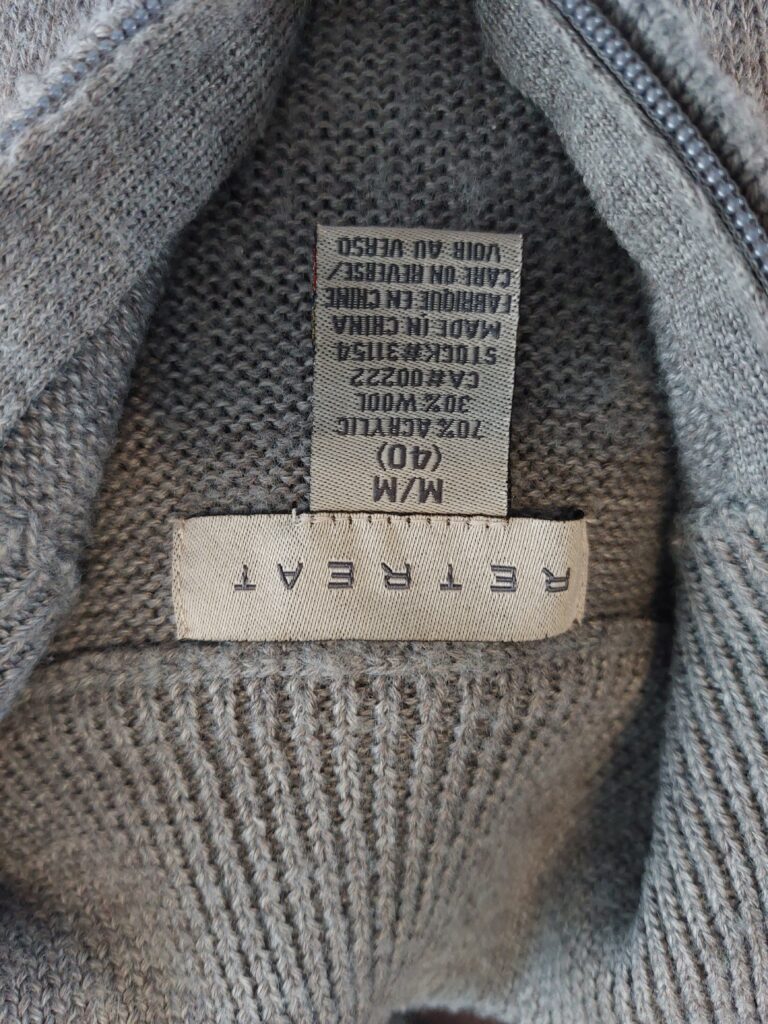 RETREAT
M/M
(40)
70% ACRYLIC
30% WOOL
CA# 00222
STOCK#31154
MADE IN CHINA
FABRIQUE EN CHINE
CARE ON REVERSE/
VOIR AU VERSO